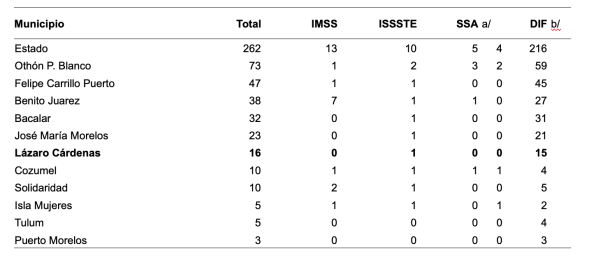 Municipio Total IMSS ISSSTE SSA a/ DIF b/
Estado 262 13 10 5 4 216
Othón P. Blanco 73 1 2 3 2 59
Felipe Carrillo Puerto 47 1 1 0 0 45
Benito Juarez 38 7 1 1 0 27
Bacalar 32 0 1 0 0 31
José María Morelos 23 0 1 0 0 21
Lázaro Cárdenas 16 0 1 0 0 15
Cozumel 10 1 1 1 1 4
Solidaridad 10 2 1 0 0 5
Isla Mujeres 5 1 1 0 1 2
Tulum 5 0 0 0 0 4
Puerto Morelos 3 0 0 0 0 3